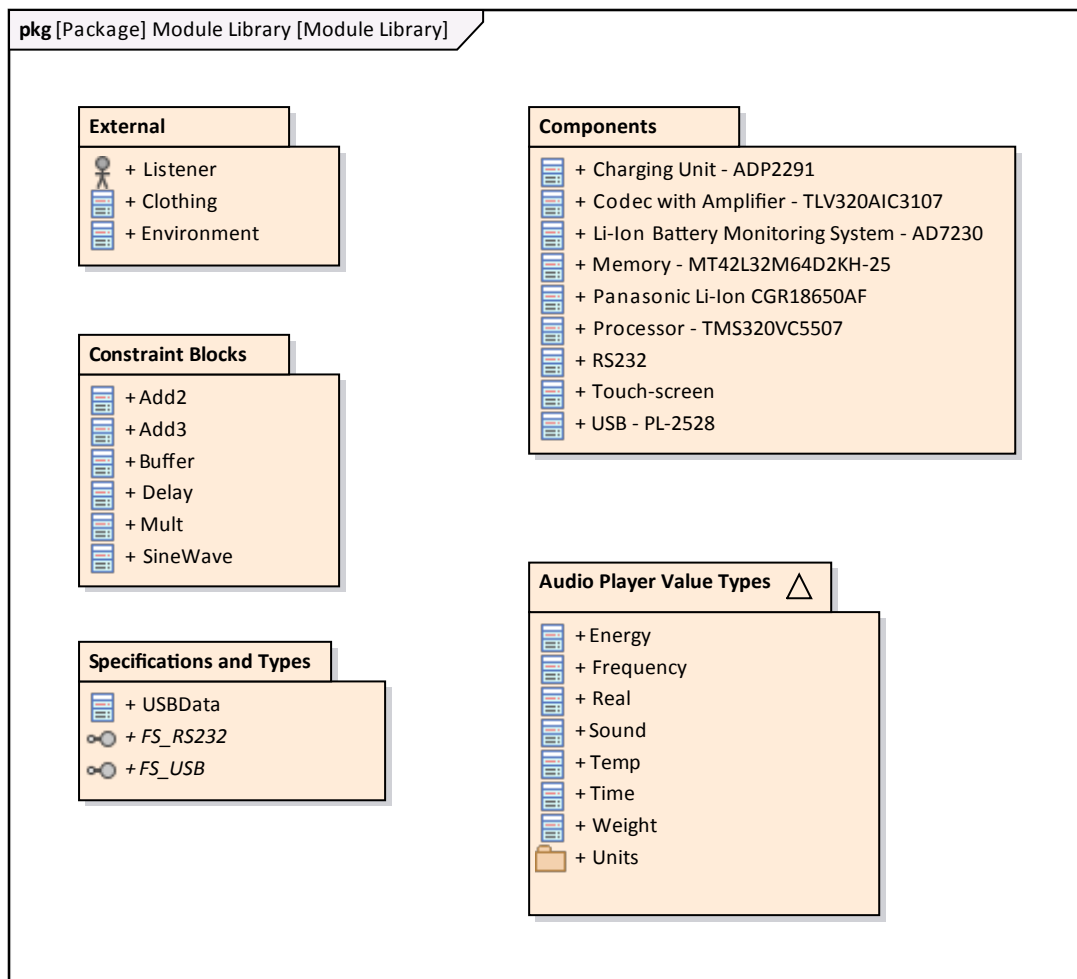 pkg [Package] Module Library [Module Library]
External
+ Listener
+ Clothing
+ Environment
Constraint Blocks
+Add2
+Add3
+Buffer
+ Delay
+Mult
+ SineWave
Specifications and Types
+ USBData
+ FS_RS232
+FS_USB
Components
+ Charging Unit - ADP2291
+ Codec with Amplifier - TLV320AIC3107
+ Li-Ion Battery Monitoring System - AD7230
+ Memory - MT42L32M64D2KH-25
+ Panasonic Li-Ion CGR18650AF
+ Processor - TMS320VC5507
+ RS232
+ Touch-screen
+ USB - PL-2528
Audio Player Value Types
+Energy
+ Frequency
+ Real
+Sound
+ Temp
+ Time
+ Weight
+ Units